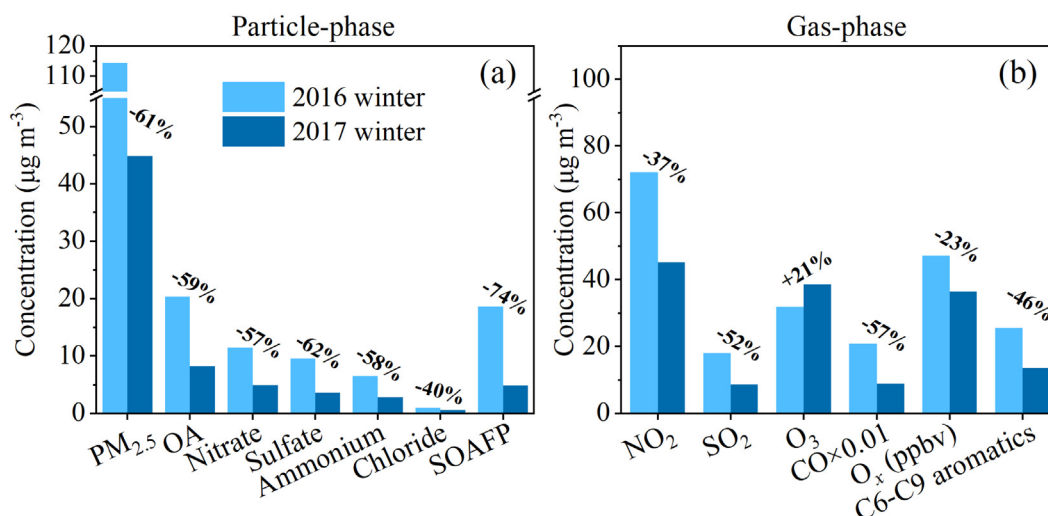 Particle-phase
Gas-phase
(a)
(b)
Concentration (µg m⁻³)
120
110
50
40
30
20
10
0
2016 winter
2017 winter
-61%
-59%
-57%
-62%
-58%
-40%
-74%
PM₂.₅
OA
Nitrate
Sulfate
Ammonium
Chloride
SOAFP
Concentration (µg m⁻³)
100
80
60
40
20
0
-37%
-52%
+21%
-57%
-23%
-46%
NO₂
SO₂
O₃
CO×0.01
Oₓ (ppbv)
C6-C9 aromatics